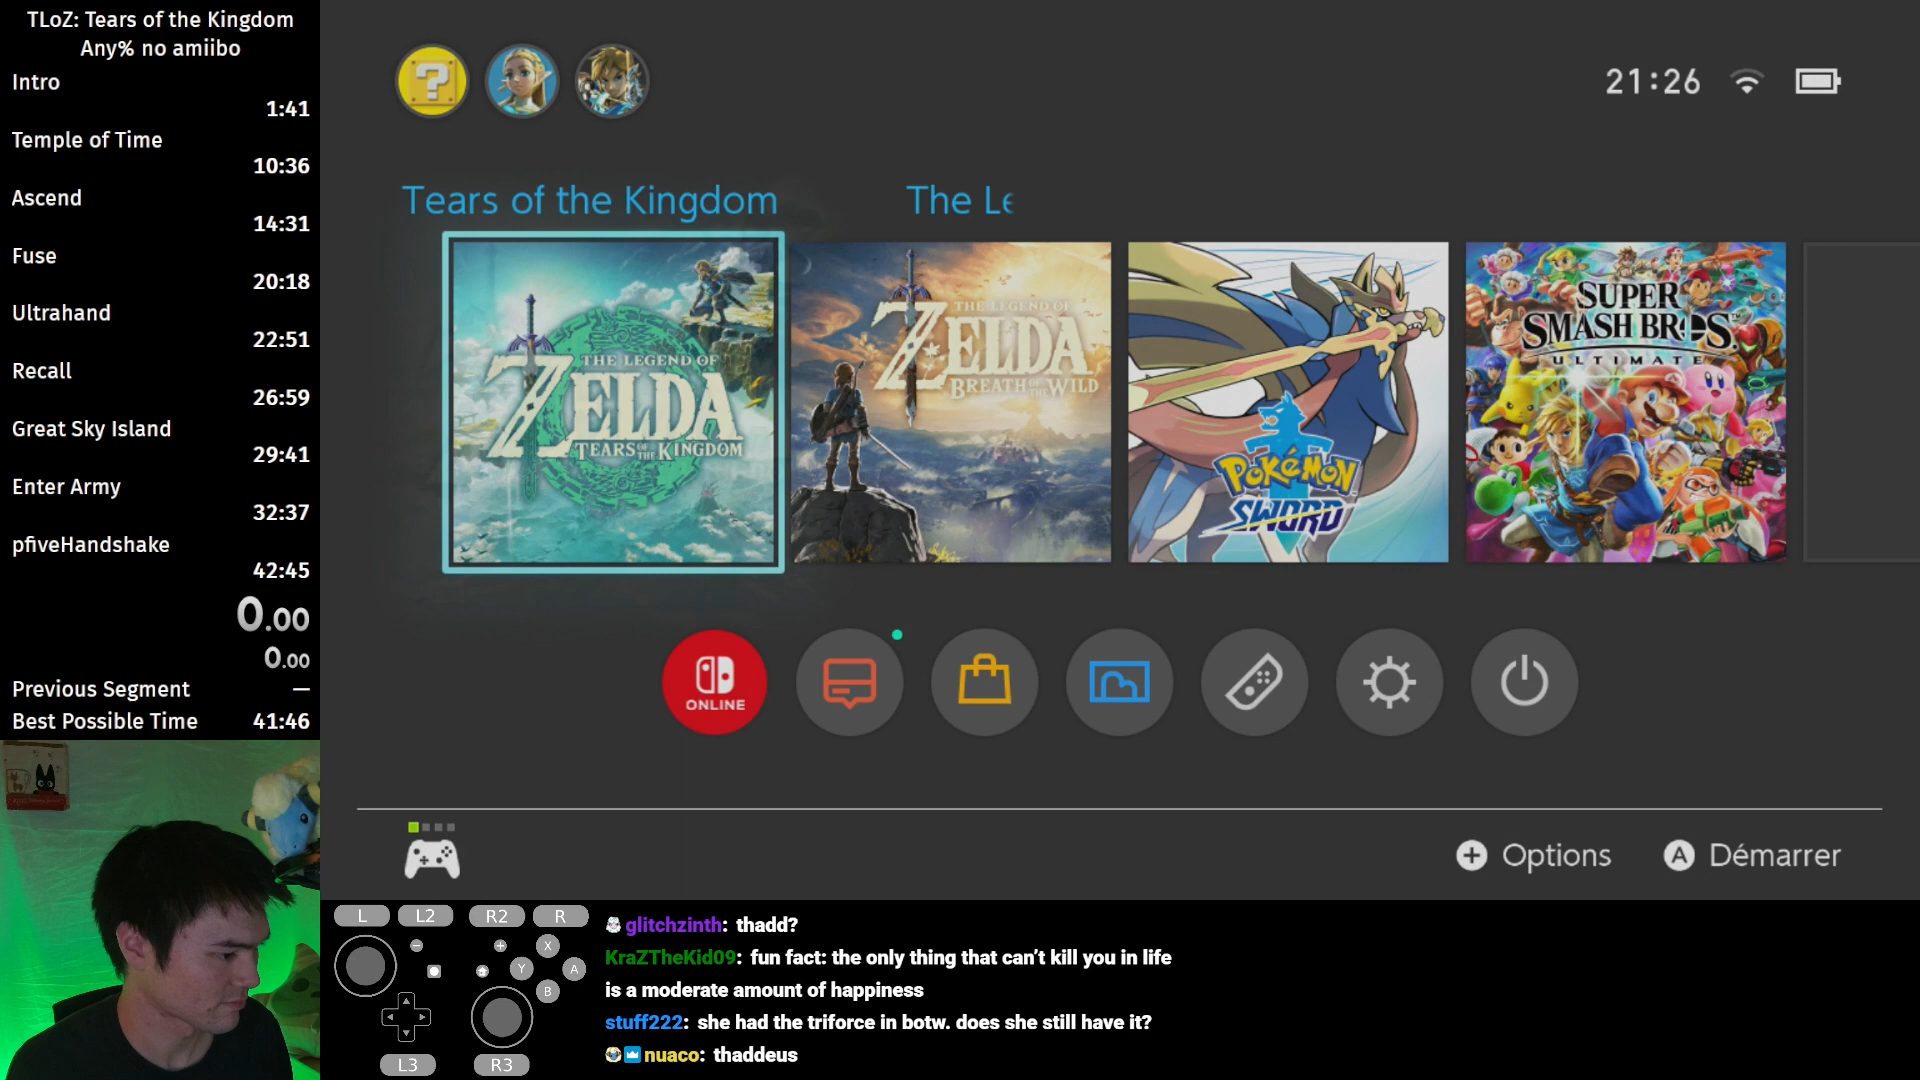 TLoZ: Tears of the Kingdom
Any% no amiibo
Intro
1:41
Temple of Time
10:36
Ascend
14:31
Fuse
20:18
Ultrahand
22:51
Recall
26:59
Great Sky Island
29:41
Enter Army
32:37
pfiveHandshake
42:45
0.00
0.00
Previous Segment —
Best Possible Time 41:46
21:26
Tears of the Kingdom The Le
THE LEGEND OF
ZELDA
TEARS OF THE KINGDOM
THE LEGEND OF
ZELDA
BREATH OF THE WILD
POKéMON
SWORD
SUPER
SMASH BROS.
ULTIMATE
ONLINE
+ Options A Démarrer
L L2 R2 R
X
Y A
B
L3 R3
glitchzinth: thadd?
KraZTheKid09: fun fact: the only thing that can’t kill you in life
is a moderate amount of happiness
stuff222: she had the triforce in botw. does she still have it?
nuaco: thaddeus